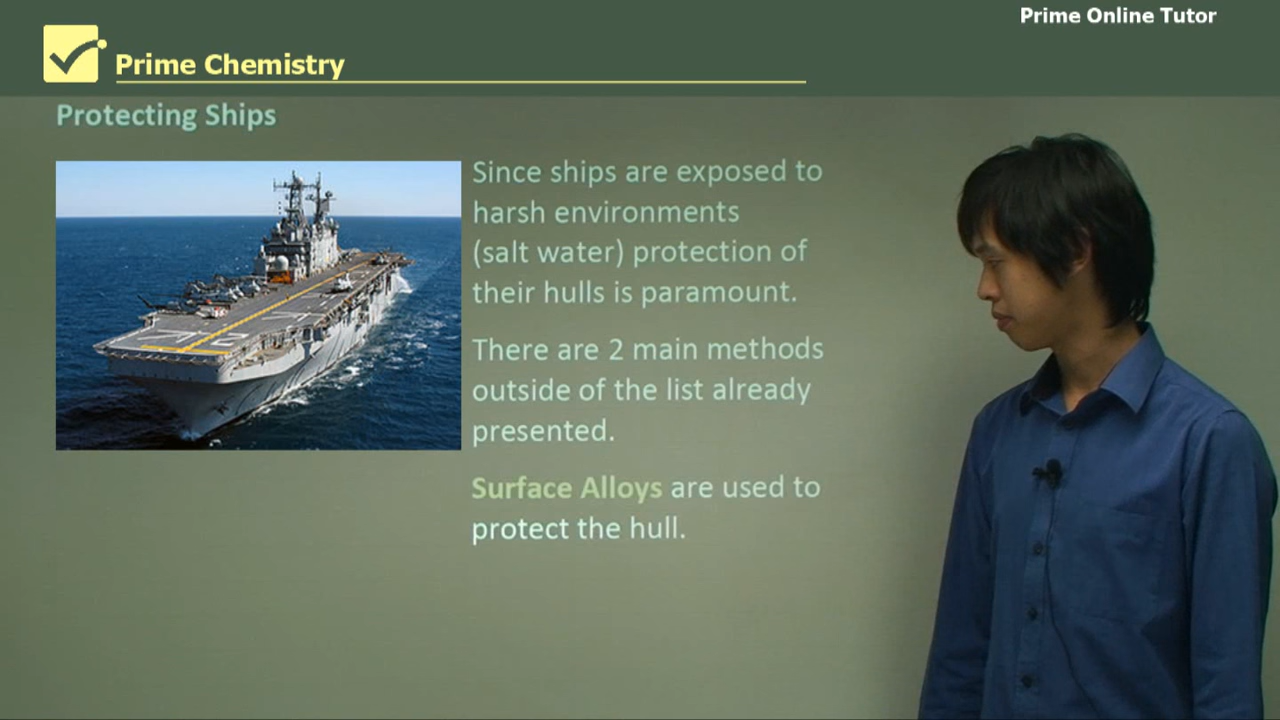 Prime Online Tutor
Prime Chemistry
Protecting Ships
Since ships are exposed to
harsh environments
(salt water) protection of
their hulls is paramount.
There are 2 main methods
outside of the list already
presented.
Surface Alloys are used to
protect the hull.
2